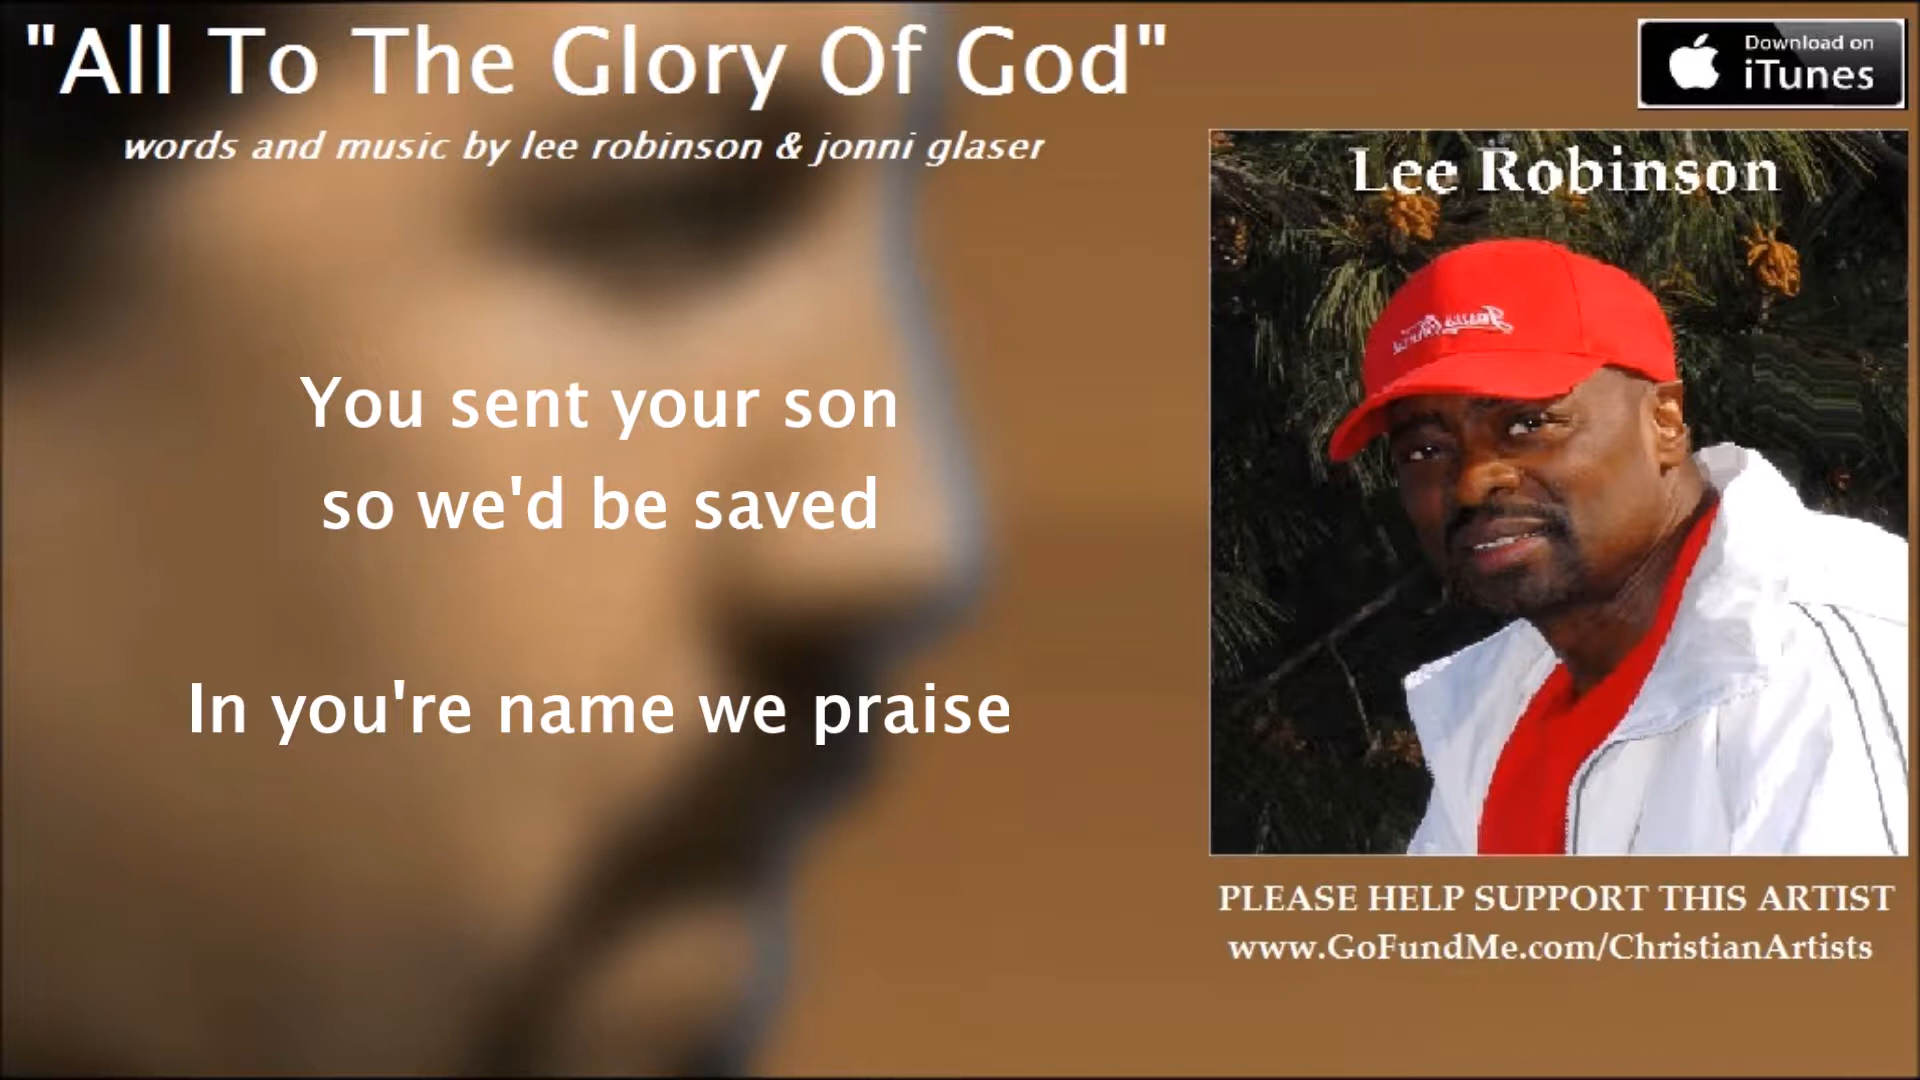 "All To The Glory Of God"
words and music by lee robinson & jonni glaser
Download on
iTunes
Lee Robinson
You sent your son
so we'd be saved
In you're name we praise
PLEASE HELP SUPPORT THIS ARTIST
www.GoFundMe.com/ChristianArtists